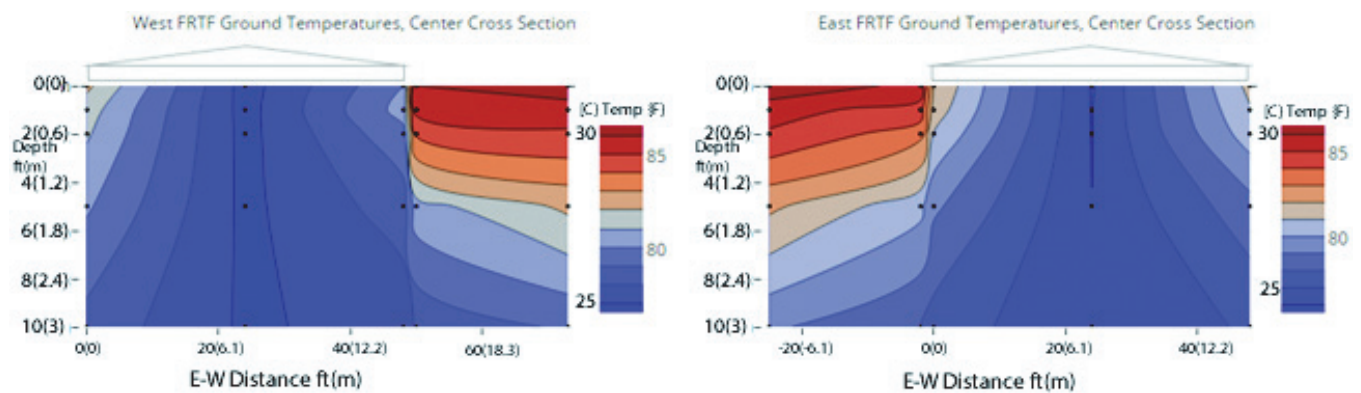 West FRTF Ground Temperatures, Center Cross Section
0(0)
2(0.6)
Depth
ft(m)
4(1.2)
6(1.8)
8(2.4)
10(3)
0(0)
20(6.1)
40(12.2)
60(18.3)
E-W Distance ft(m)
(C) Temp (F)
30
85
80
25
East FRTF Ground Temperatures, Center Cross Section
0(0)
2(0.6)
Depth
ft(m)
4(1.2)
6(1.8)
8(2.4)
10(3)
-20(-6.1)
0(0)
20(6.1)
40(12.2)
E-W Distance ft(m)
(C) Temp (F)
30
85
80
25